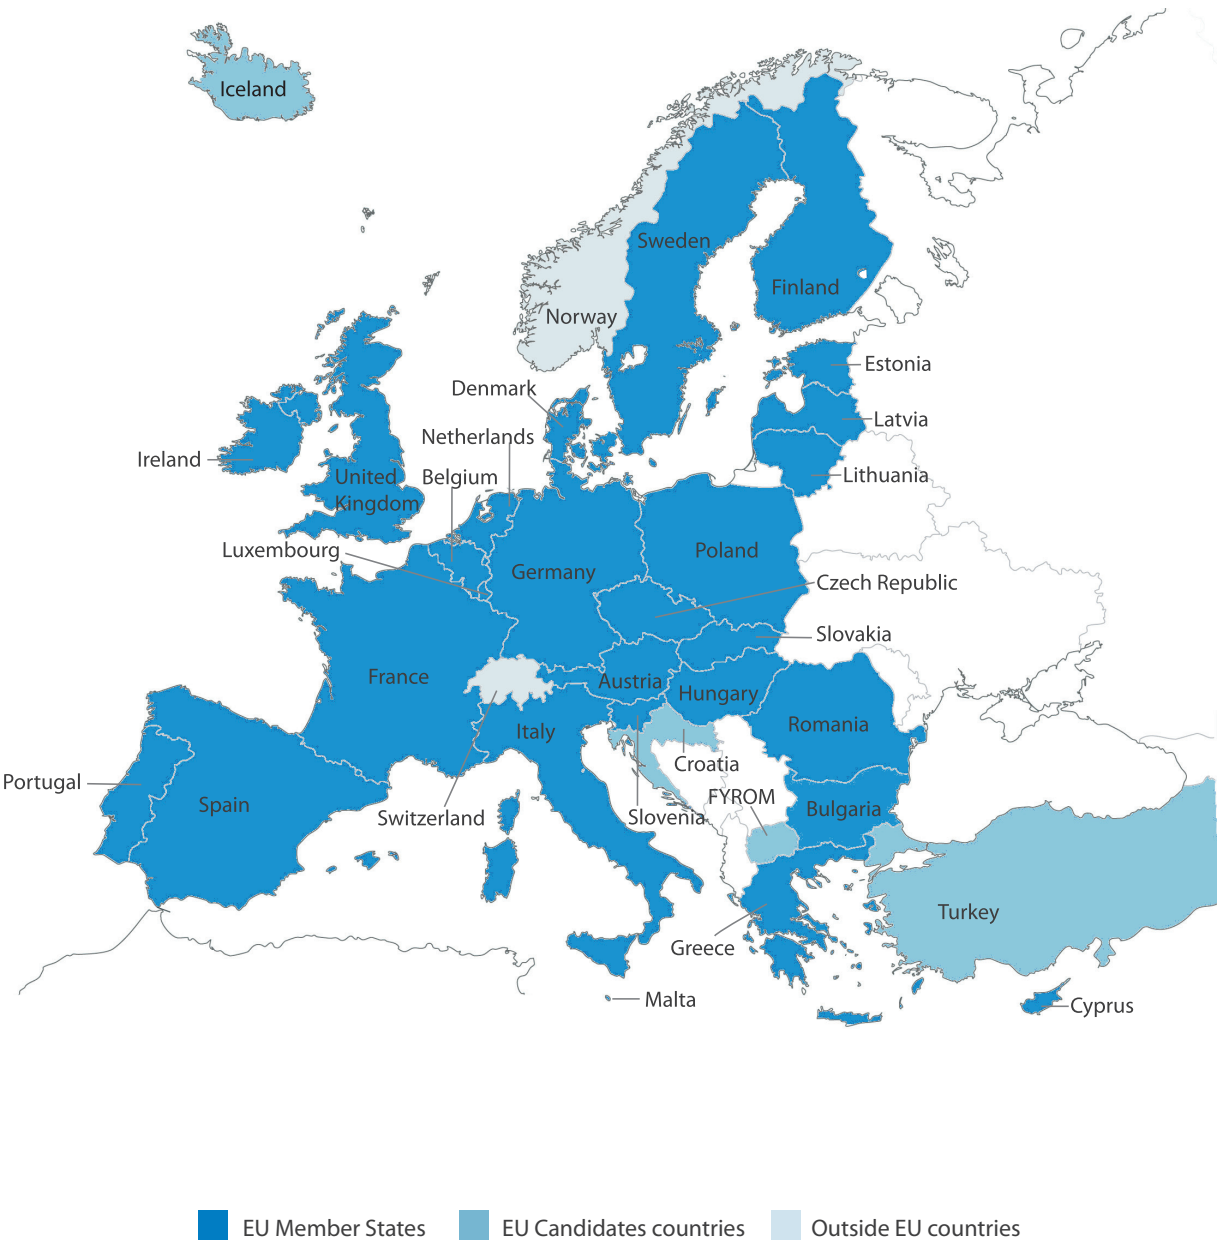 Iceland
Sweden
Finland
Norway
Estonia
Denmark
Latvia
Netherlands
Ireland
United
Kingdom
Belgium
Lithuania
Luxembourg
Poland
Germany
Czech Republic
Slovakia
France
Austria
Hungary
Italy
Romania
Croatia
Portugal
Spain
FYROM
Bulgaria
Switzerland
Slovenia
Turkey
Greece
Malta
Cyprus
EU Member States
EU Candidates countries
Outside EU countries